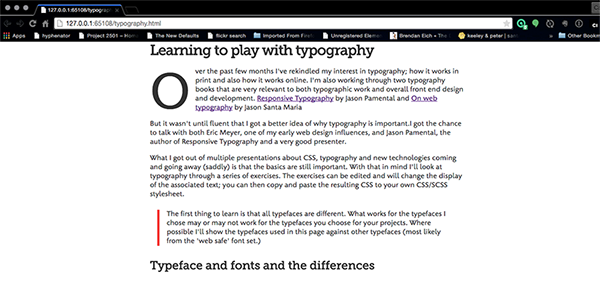 127.0.0.1:65108/typograp
127.0.0.1:65108/typography.html
Apps hyphenator Project 2501 – Hom The New Defaults flickr search Imported From Firef Unregistered Elemen Brendan Eich + The keeley & peter | sam Other Bookm
Learning to play with typography
Over the past few months I've rekindled my interest in typography; how it works in
print and also how it works online. I'm also working through two typography
books that are very relevant to both typographic work and overall front end design
and development. Responsive Typography by Jason Pamental and On web
typography by Jason Santa Maria
But it wasn't until fluent that I got a better idea of why typography is important.I got the chance
to talk with both Eric Meyer, one of my early web design influences, and Jason Pamental, the
author of Responsive Typography and a very good presenter.
What I got out of multiple presentations about CSS, typography and new technologies coming
and going away (saddly) is that the basics are still important. With that in mind I'll look at
typography through a series of exercises. The exercises can be edited and will change the display
of the associated text; you can then copy and paste the resulting CSS to your own CSS/SCSS
stylesheet.
The first thing to learn is that all typefaces are different. What works for the typefaces I
chose may or may not work for the typefaces you choose for your projects. Where
possible I'll show the typefaces used in this page against other typefaces (most likely
from the 'web safe' font set.)
Typeface and fonts and the differences